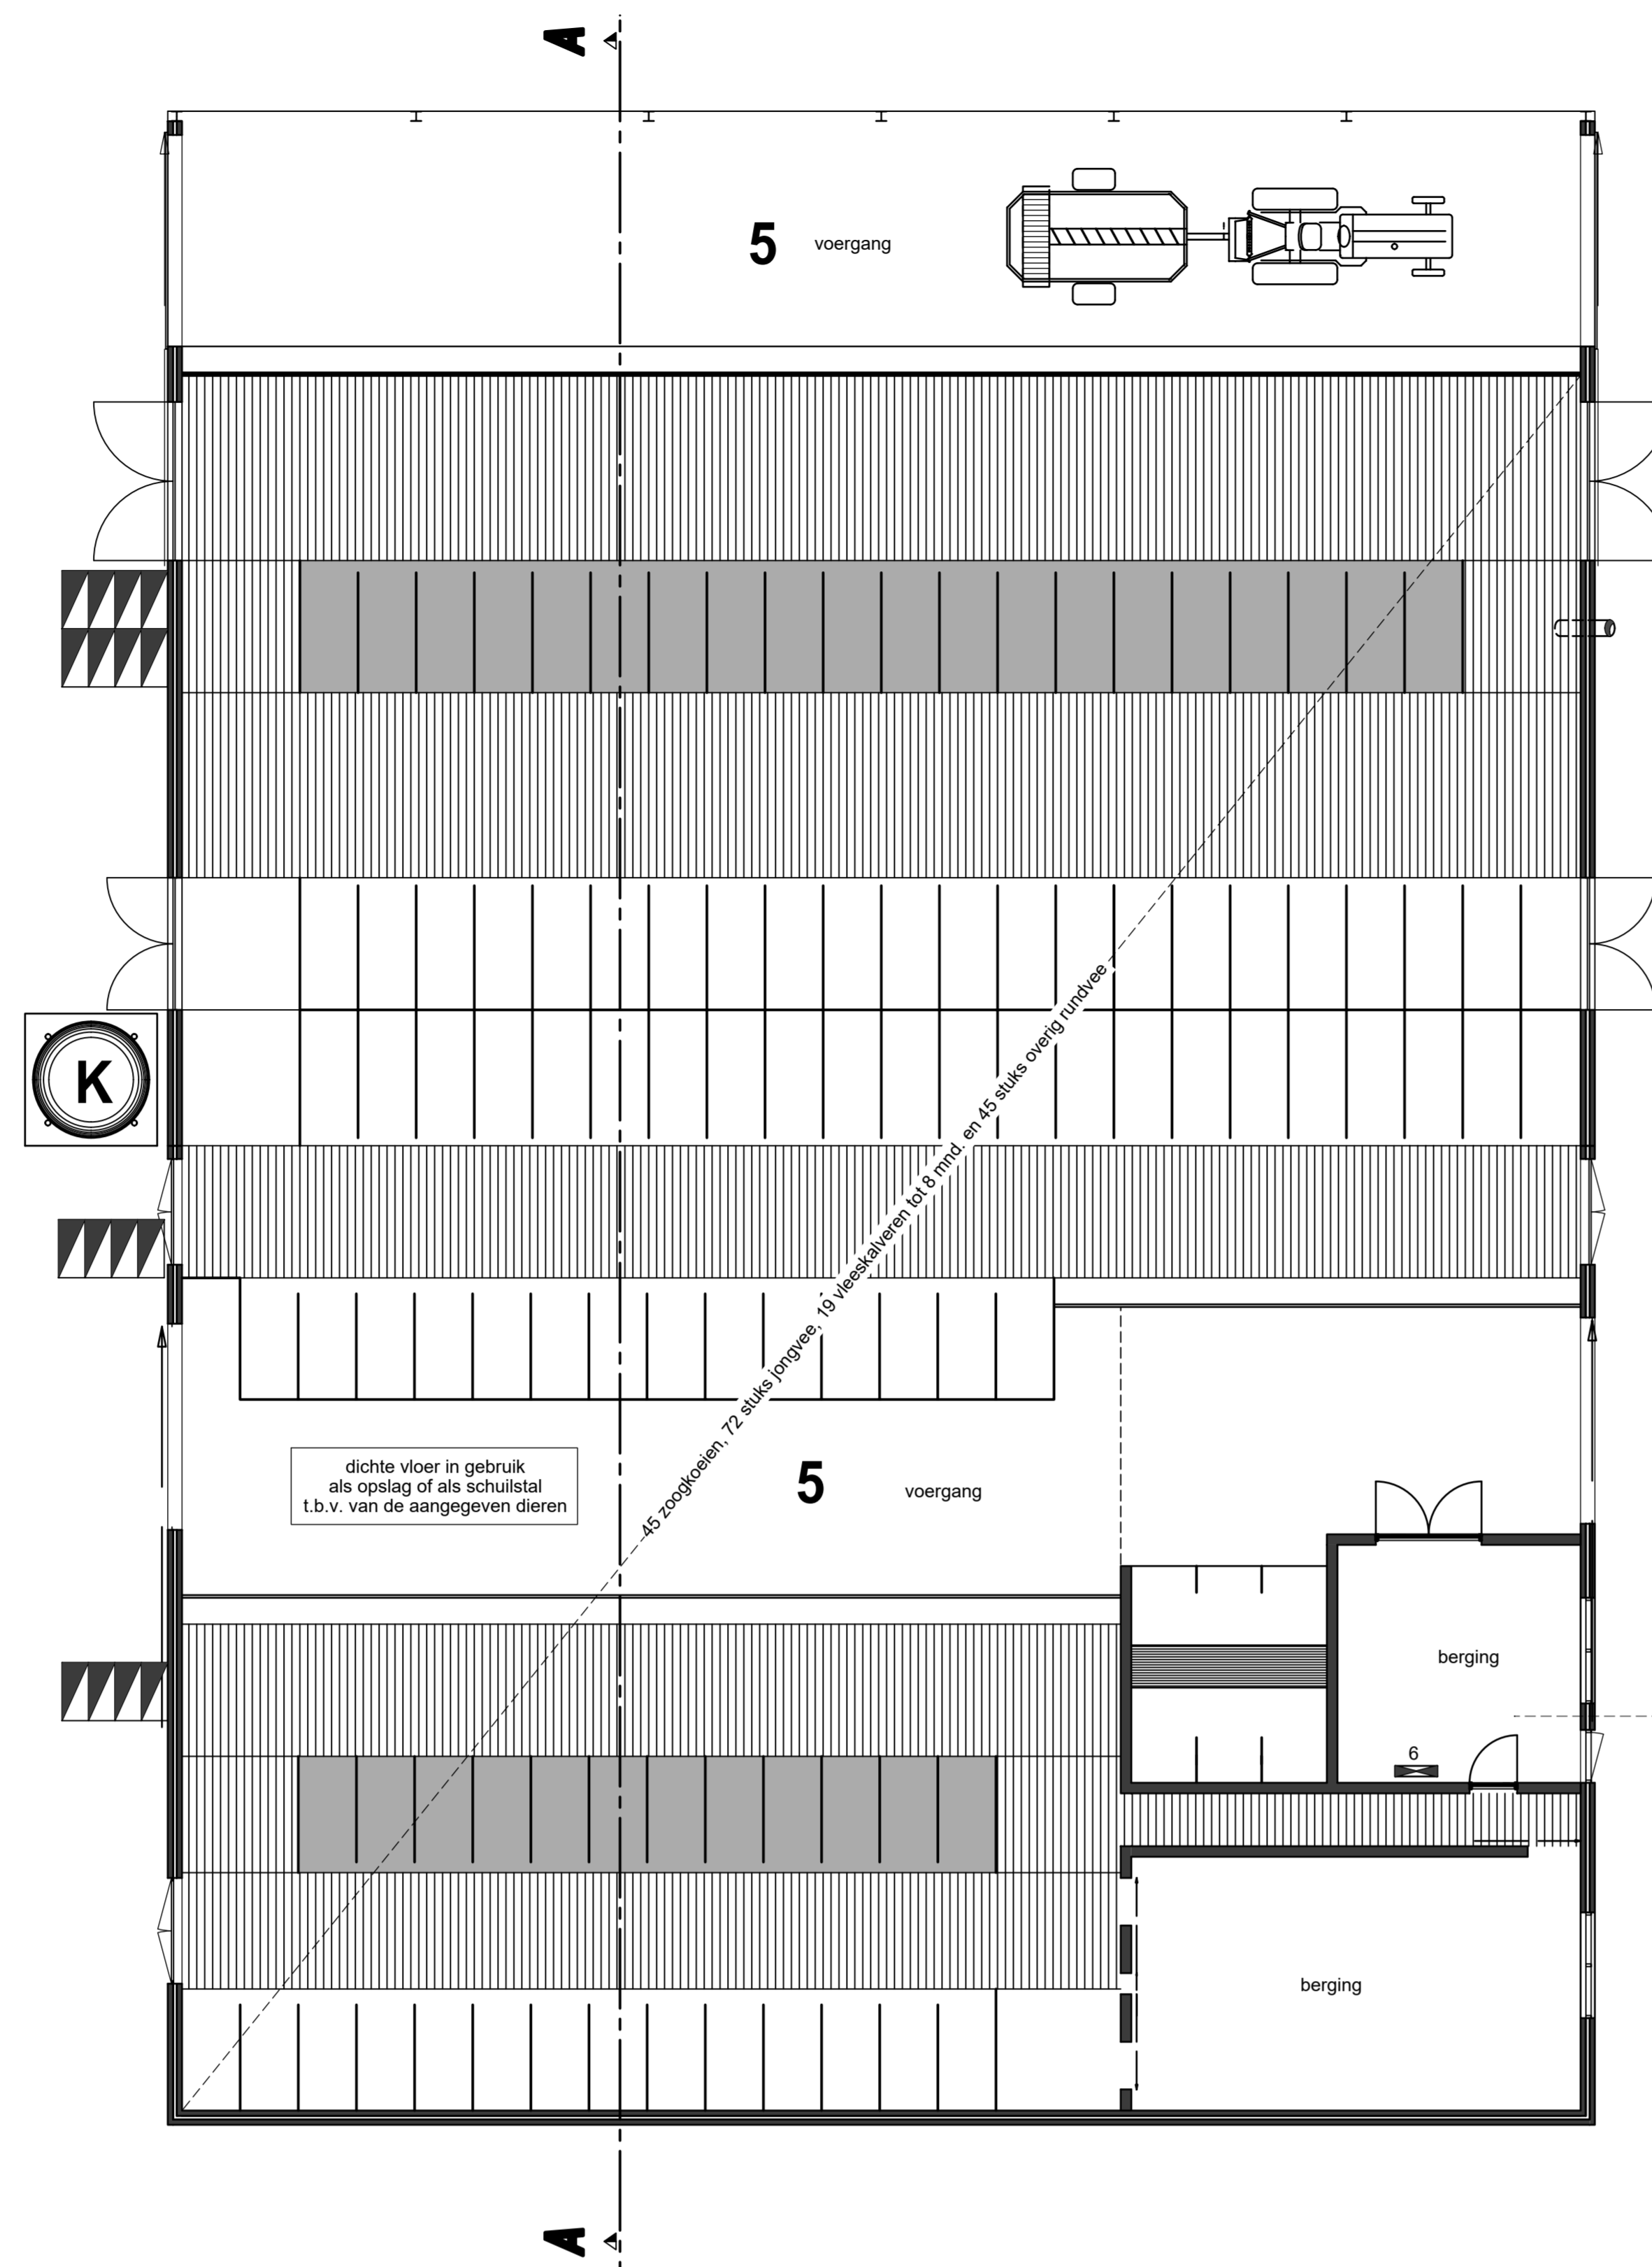 A
5 voergang
K
45 zoogkoeien, 72 stuks jongvee, 19 vleeskalveren tot 8 mnd. en 45 stuks overig rundvee
dichte vloer in gebruik
als opslag of als schuilstal
t.b.v. van de aangegeven dieren
5 voergang
berging
6
berging
A